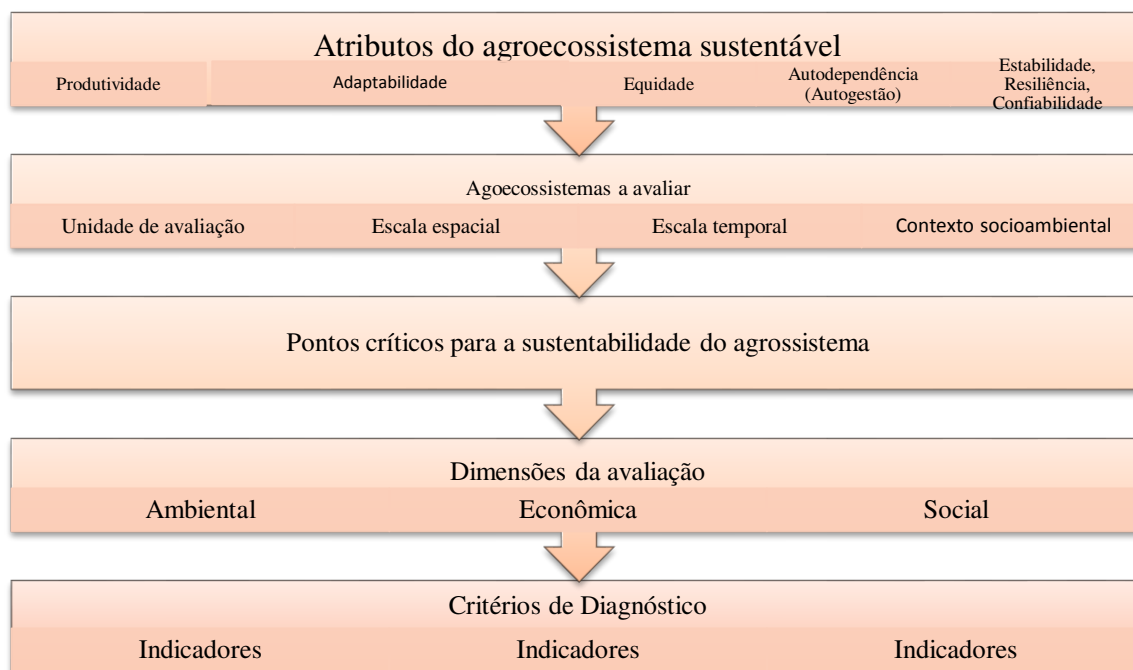 Atributos do agroecossistema sustentável
Produtividade
Adaptabilidade
Equidade
Autodependência
(Autogestão)
Estabilidade,
Resiliência,
Confiabilidade
Agoecossistemas a avaliar
Unidade de avaliação
Escala espacial
Escala temporal
Contexto socioambiental
Pontos críticos para a sustentabilidade do agrossistema
Dimensões da avaliação
Ambiental
Econômica
Social
Critérios de Diagnóstico
Indicadores
Indicadores
Indicadores